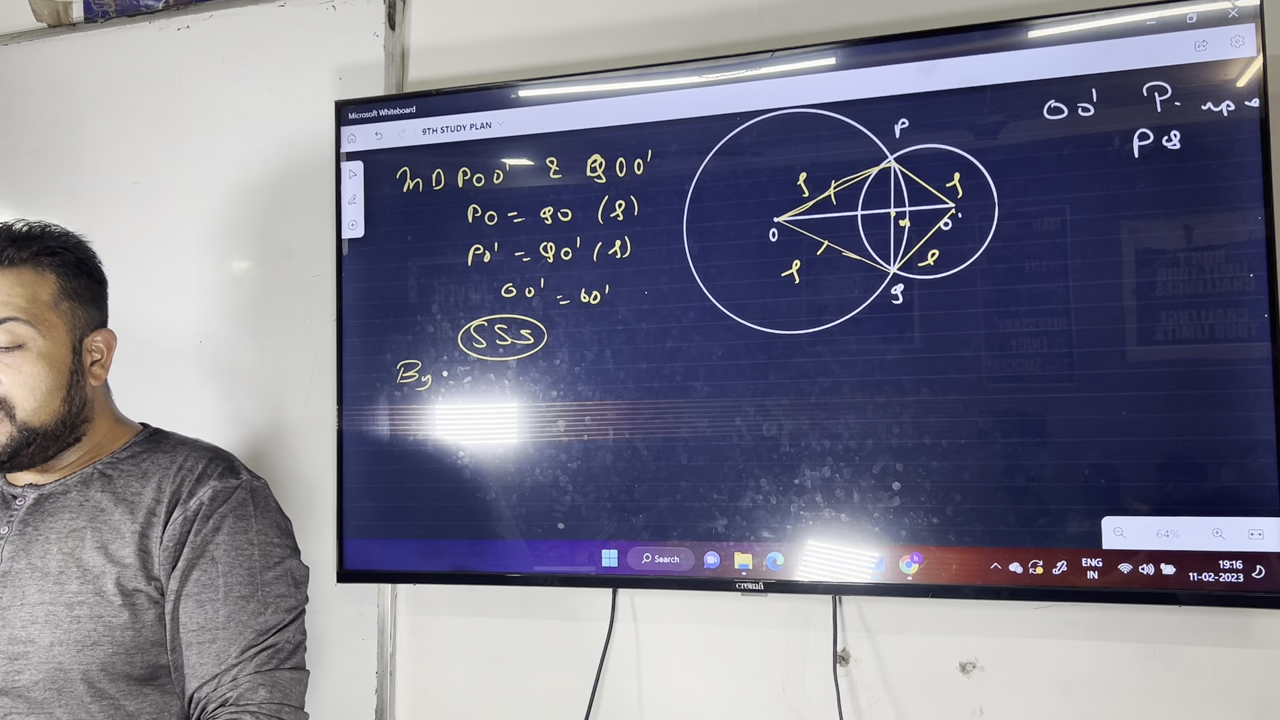 Microsoft Whiteboard
9TH STUDY PLAN
In Δ POO' & QOO'
PO = QO (S)
PO' = QO' (S)
OO' = OO'
SSS
By
P
O
O'
Q
S
S
S
S
OO' P.
PQ
64%
Search
ENG
IN
19:16
11-02-2023
croma